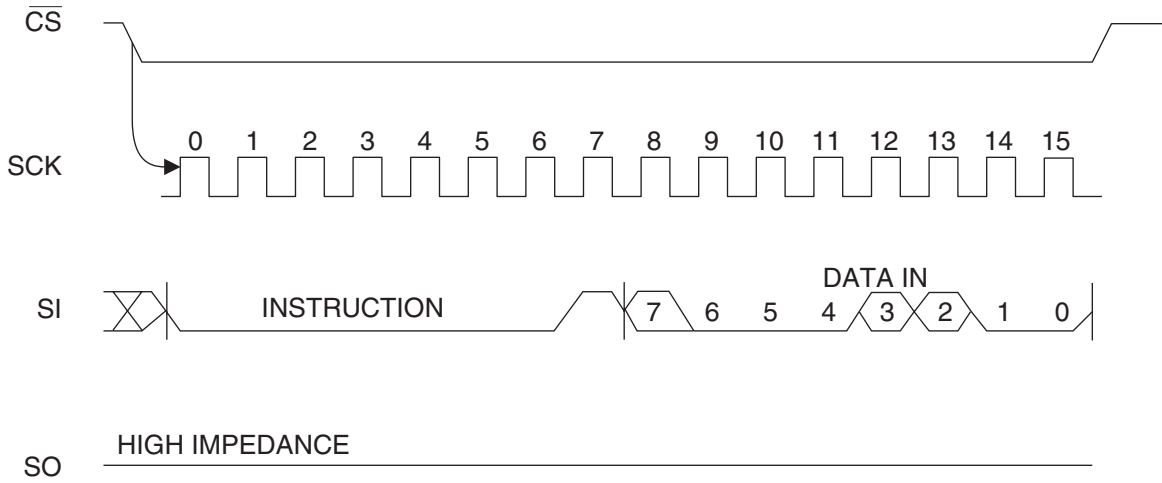 CS
0 1 2 3 4 5 6 7 8 9 10 11 12 13 14 15
SCK
DATA IN
SI INSTRUCTION 7 6 5 4 3 2 1 0
HIGH IMPEDANCE
SO